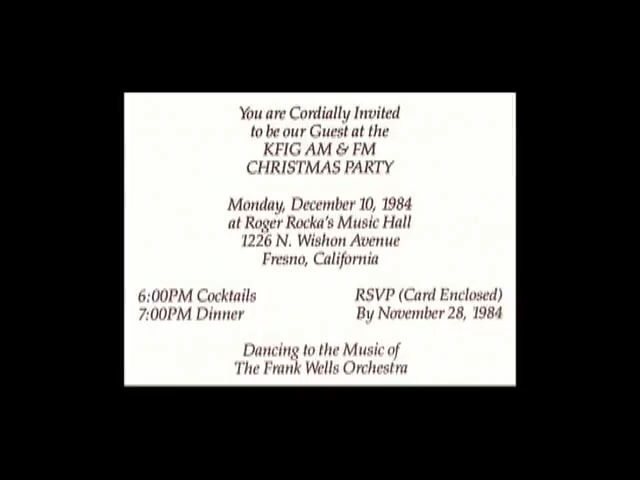 You are Cordially Invited
to be our Guest at the
KFIG AM & FM
CHRISTMAS PARTY
Monday, December 10, 1984
at Roger Rocka's Music Hall
1226 N. Wishon Avenue
Fresno, California
6:00PM Cocktails
7:00PM Dinner
RSVP (Card Enclosed)
By November 28, 1984
Dancing to the Music of
The Frank Wells Orchestra